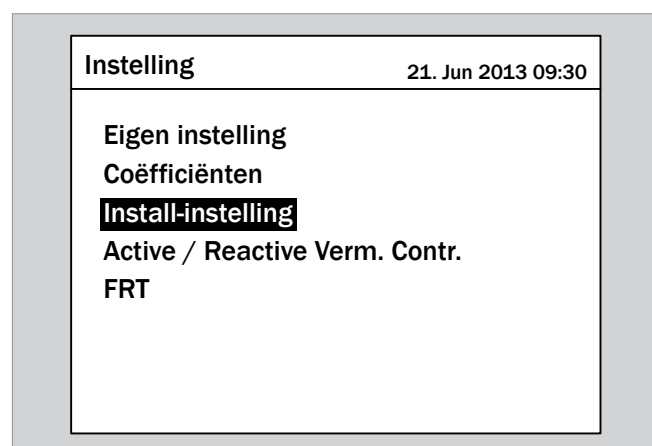 Instelling 21. Jun 2013 09:30
Eigen instelling
Coëfficiënten
Install-instelling
Active / Reactive Verm. Contr.
FRT